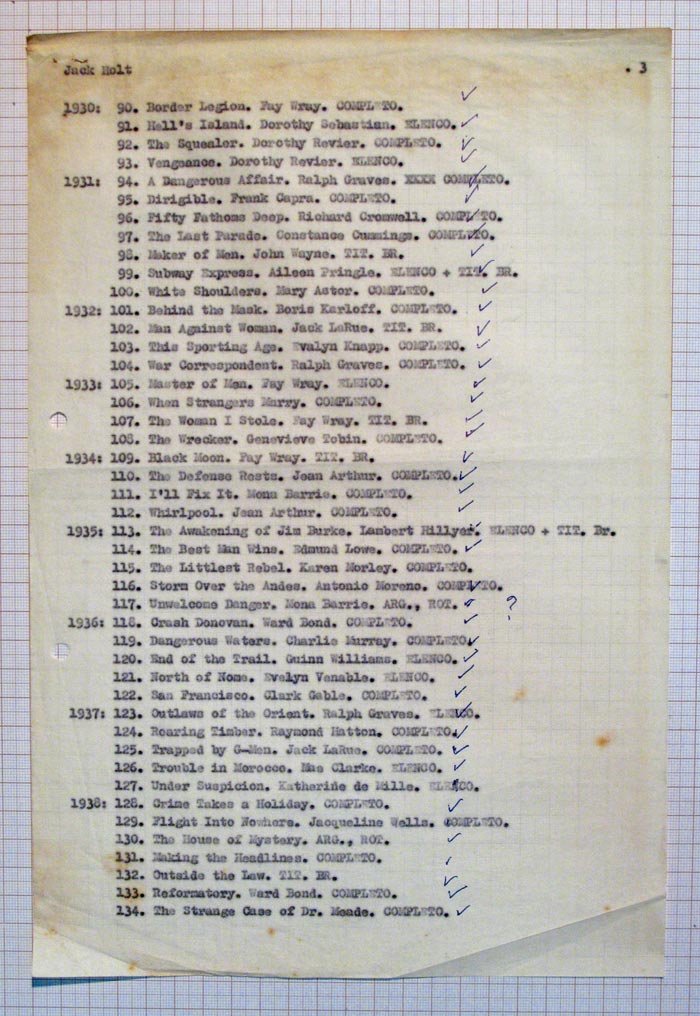 Jack Holt . 3
1930: 90. Border Legion. Fay Wray. COMPLETO.
91. Hell's Island. Dorothy Sebastian. ELENCO.
92. The Squealer. Dorothy Revier. COMPLETO.
93. Vengeance. Dorothy Revier. ELENCO.
1931: 94. A Dangerous Affair. Ralph Graves. XXXX COMPLETO.
95. Dirigible. Frank Capra. COMPLETO.
96. Fifty Fathoms Deep. Richard Cromwell. COMPLETO.
97. The Last Parade. Constance Cummings. COMPLETO.
98. Maker of Men. John Wayne. TIT. BR.
99. Subway Express. Aileen Pringle. ELENCO + TIT. BR.
100. White Shoulders. Mary Astor. COMPLETO.
1932: 101. Behind the Mask. Boris Karloff. COMPLETO.
102. Man Against Woman. Jack LaRue. TIT. BR.
103. This Sporting Age. Evalyn Knapp. COMPLETO.
104. War Correspondent. Ralph Graves. COMPLETO.
1933: 105. Master of Men. Fay Wray. ELENCO.
106. When Strangers Marry. COMPLETO.
107. The Woman I Stole. Fay Wray. TIT. BR.
108. The Wrecker. Genevieve Tobin. COMPLETO.
1934: 109. Black Moon. Fay Wray. TIT. BR.
110. The Defense Rests. Jean Arthur. COMPLETO.
111. I'll Fix It. Mona Barrie. COMPLETO.
112. Whirlpool. Jean Arthur. COMPLETO.
1935: 113. The Awakening of Jim Burke. Lambert Hillyer. ELENCO + TIT. Br.
114. The Best Man Wins. Edmund Lowe. COMPLETO.
115. The Littlest Rebel. Karen Morley. COMPLETO.
116. Storm Over the Andes. Antonio Moreno. COMPLETO.
117. Unwelcome Danger. Mona Barrie. ARG., ROT. ?
1936: 118. Crash Donovan. Ward Bond. COMPLETO.
119. Dangerous Waters. Charlie Murray. COMPLETO.
120. End of the Trail. Guinn Williams. ELENCO.
121. North of Nome. Evelyn Venable. ELENCO.
122. San Francisco. Clark Gable. COMPLETO.
1937: 123. Outlaws of the Orient. Ralph Graves. ELENCO.
124. Roaring Timber. Raymond Hatton. COMPLETO.
125. Trapped by G-Men. Jack LaRue. COMPLETO.
126. Trouble in Morocco. Mae Clarke. ELENCO.
127. Under Suspicion. Katherine de Mille. ELENCO.
1938: 128. Crime Takes a Holiday. COMPLETO.
129. Flight Into Nowhere. Jacqueline Wells. COMPLETO.
130. The House of Mystery. ARG., ROT.
131. Making the Headlines. COMPLETO.
132. Outside the Law. TIT. BR.
133. Reformatory. Ward Bond. COMPLETO.
134. The Strange Case of Dr. Meade. COMPLETO.